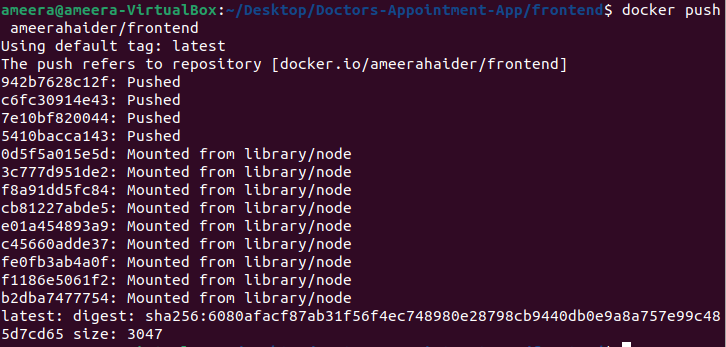 ameera@ameera-VirtualBox:~/Desktop/Doctors-Appointment-App/frontend$ docker push
 ameerahaider/frontend
Using default tag: latest
The push refers to repository [docker.io/ameerahaider/frontend]
942b7628c12f: Pushed
c6fc30914e43: Pushed
7e10bf820044: Pushed
5410bacca143: Pushed
0d5f5a015e5d: Mounted from library/node
3c777d951de2: Mounted from library/node
f8a91dd5fc84: Mounted from library/node
cb81227abde5: Mounted from library/node
e01a454893a9: Mounted from library/node
c45660adde37: Mounted from library/node
fe0fb3ab4a0f: Mounted from library/node
f1186e5061f2: Mounted from library/node
b2dba7477754: Mounted from library/node
latest: digest: sha256:6080afacf87ab31f56f4ec748980e28798cb9440db0e9a8a757e99c48
5d7cd65 size: 3047